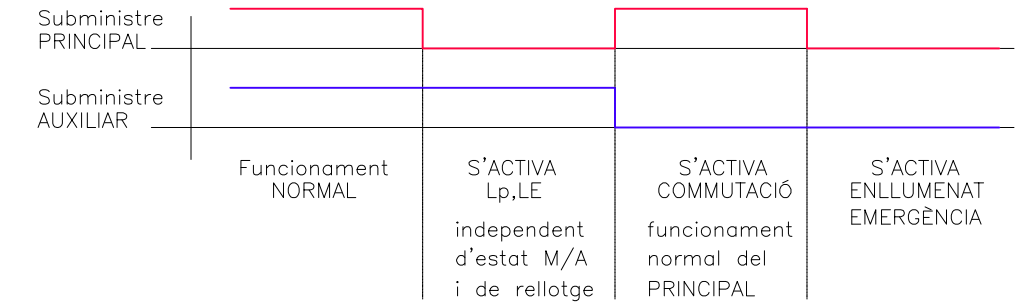 Subministre
PRINCIPAL
Subministre
AUXILIAR
Funcionament
NORMAL
S'ACTIVA
Lp,LE
independent
d'estat M/A
i de rellotge
S'ACTIVA
COMMUTACIÓ
funcionament
normal del
PRINCIPAL
S'ACTIVA
ENLLUMENAT
EMERGÈNCIA